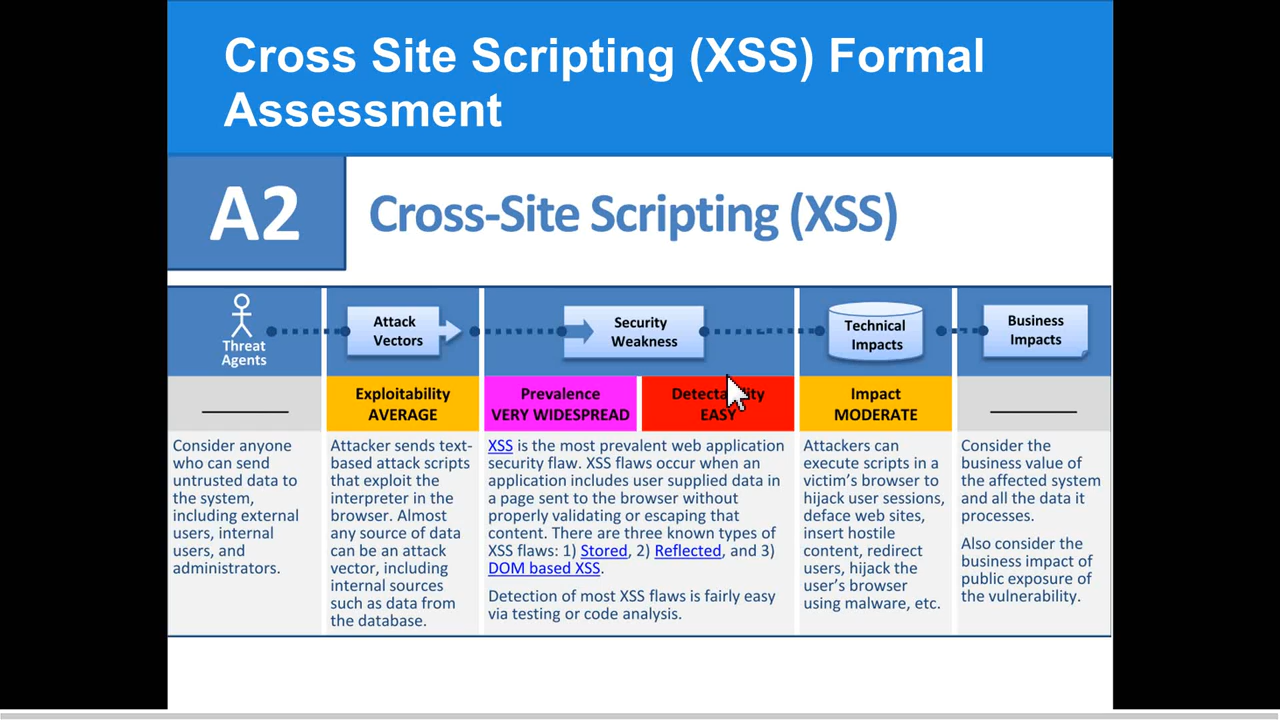 Cross Site Scripting (XSS) Formal
Assessment
A2
Cross-Site Scripting (XSS)
Threat
Agents
Attack
Vectors
Security
Weakness
Technical
Impacts
Business
Impacts
Exploitability
AVERAGE
Prevalence
VERY WIDESPREAD
Detectability
EASY
Impact
MODERATE
Consider anyone
who can send
untrusted data to
the system,
including external
users, internal
users, and
administrators.
Attacker sends text-
based attack scripts
that exploit the
interpreter in the
browser. Almost
any source of data
can be an attack
vector, including
internal sources
such as data from
the database.
XSS is the most prevalent web application
security flaw. XSS flaws occur when an
application includes user supplied data in
a page sent to the browser without
properly validating or escaping that
content. There are three known types of
XSS flaws: 1) Stored, 2) Reflected, and 3)
DOM based XSS.
Detection of most XSS flaws is fairly easy
via testing or code analysis.
Attackers can
execute scripts in a
victim's browser to
hijack user sessions,
deface web sites,
insert hostile
content, redirect
users, hijack the
user's browser
using malware, etc.
Consider the
business value of
the affected system
and all the data it
processes.
Also consider the
business impact of
public exposure of
the vulnerability.